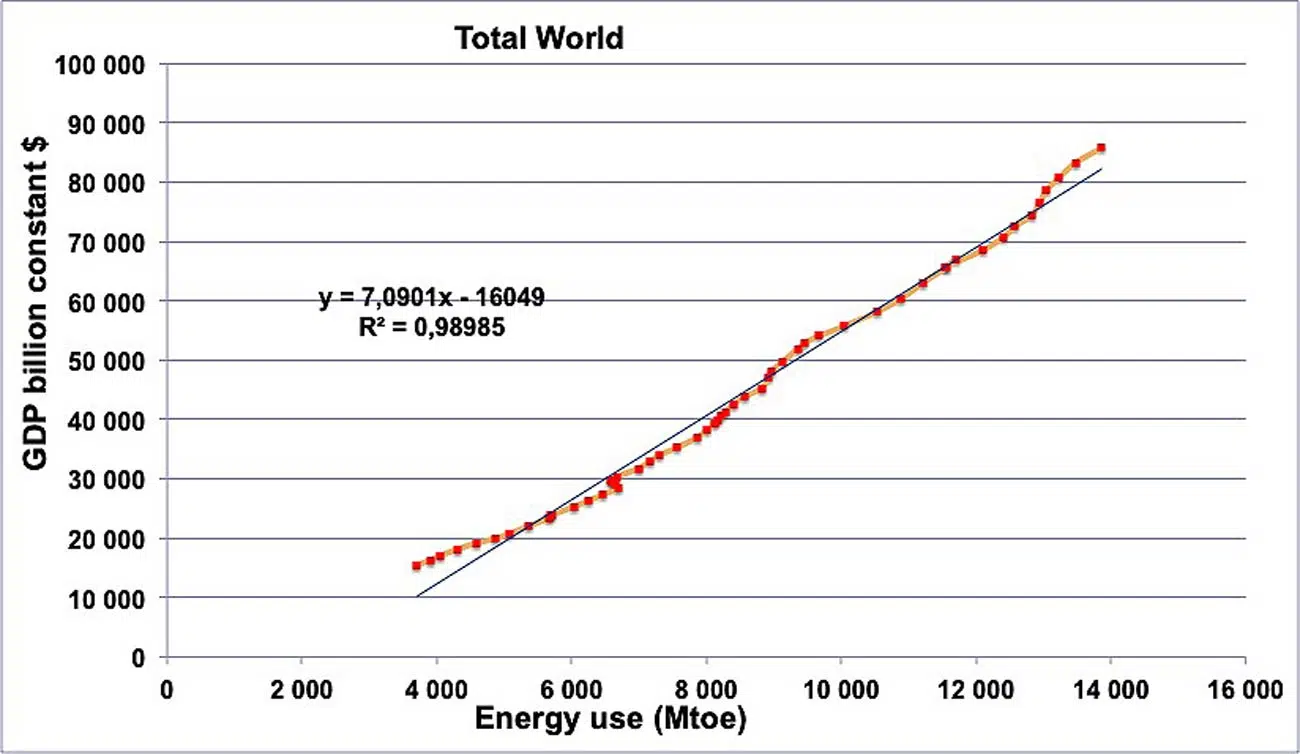 Total World
GDP billion constant $
100 000
90 000
80 000
70 000
60 000
50 000
40 000
30 000
20 000
10 000
0
y = 7,0901x - 16049
R² = 0,98985
0 2 000 4 000 6 000 8 000 10 000 12 000 14 000 16 000
Energy use (Mtoe)